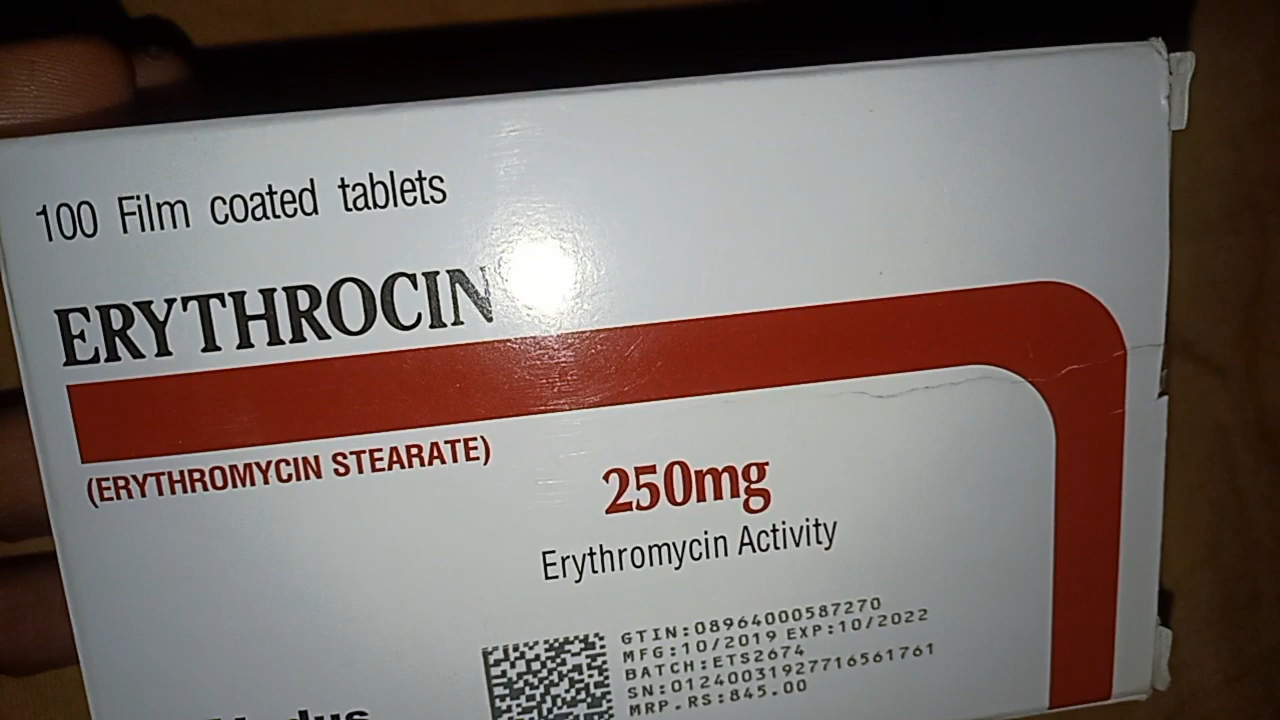 100 Film coated tablets
ERYTHROCIN
(ERYTHROMYCIN STEARATE)
250mg
Erythromycin Activity
GTIN:08964000587270
MFG:10/2019 EXP:10/2022
BATCH:ETS2674
SN:01240031927716561761
MRP.RS:845.00